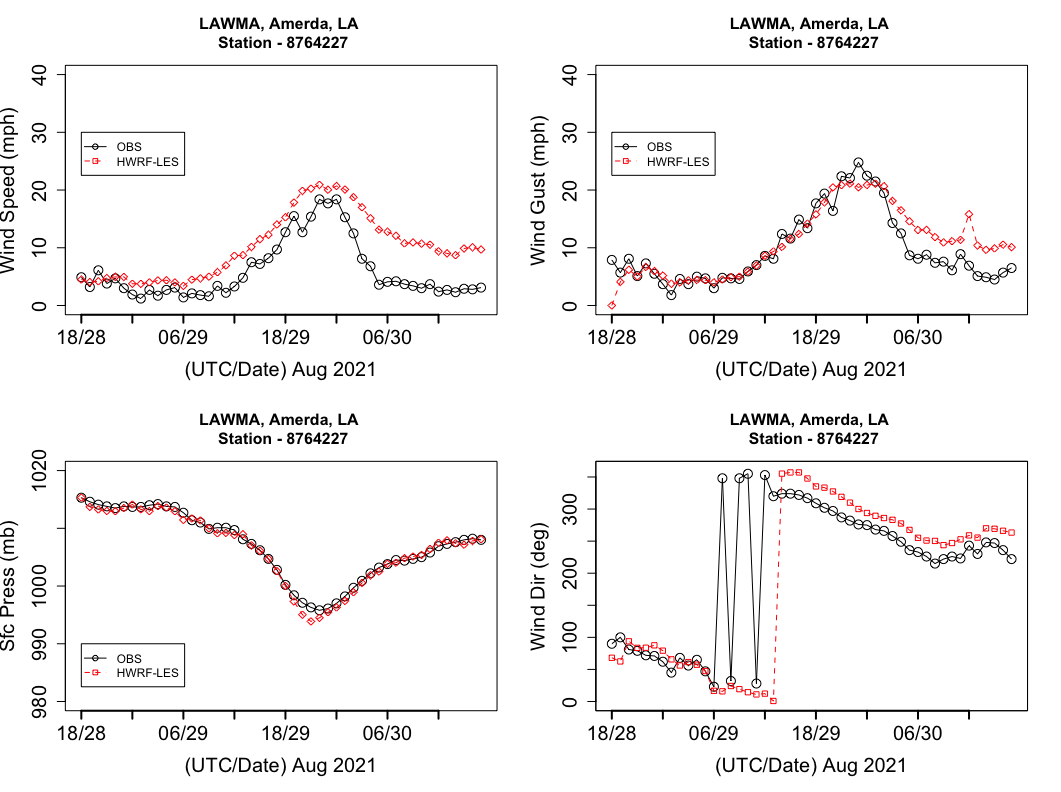 LAWMA, Amerda, LA
Station - 8764227
Wind Speed (mph)
40
30
20
10
0
OBS
HWRF-LES
18/28
06/29
18/29
06/30
(UTC/Date) Aug 2021
LAWMA, Amerda, LA
Station - 8764227
Wind Gust (mph)
40
30
20
10
0
OBS
HWRF-LES
18/28
06/29
18/29
06/30
(UTC/Date) Aug 2021
LAWMA, Amerda, LA
Station - 8764227
Sfc Press (mb)
1020
1000
990
980
OBS
HWRF-LES
18/28
06/29
18/29
06/30
(UTC/Date) Aug 2021
LAWMA, Amerda, LA
Station - 8764227
Wind Dir (deg)
300
200
100
0
18/28
06/29
18/29
06/30
(UTC/Date) Aug 2021